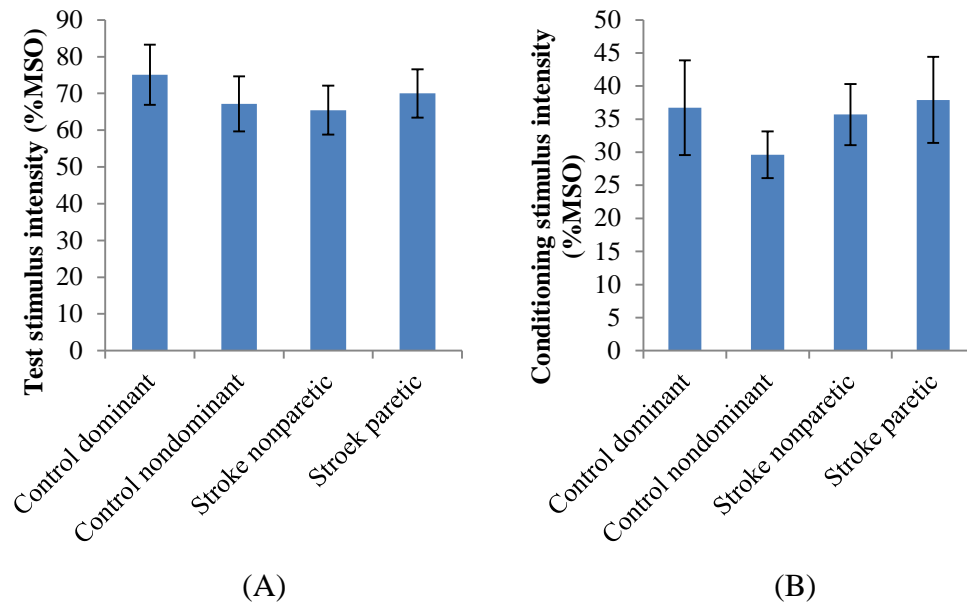 Test stimulus intensity (%MSO)
90
80
70
60
50
40
30
20
10
0
Control dominant
Control nondominant
Stroke nonparetic
Stroek paretic
(A)
Conditioning stimulus intensity
(%MSO)
50
45
40
35
30
25
20
15
10
5
0
Control dominant
Control nondominant
Stroke nonparetic
Stroke paretic
(B)